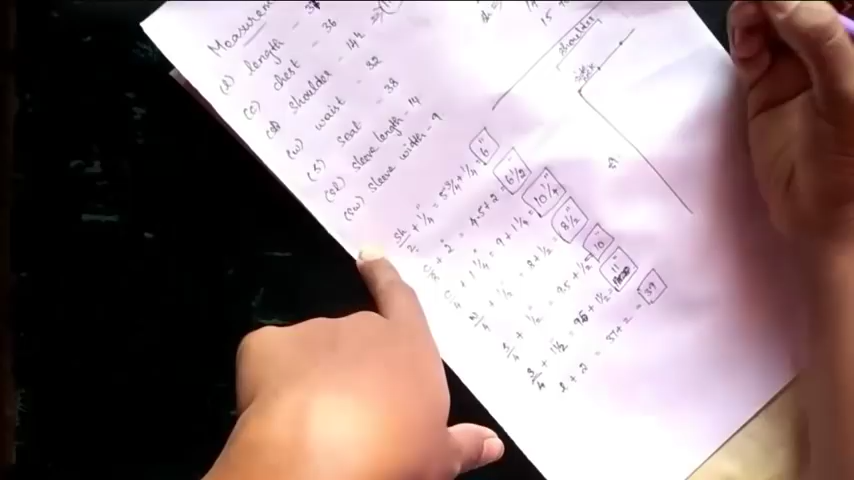 Measurement
(l) length 37
(c) chest - 36
shoulder - 14 1/2
(w) waist - 32
(s) seat - 38
(sl) sleeve length - 14
(sw) sleeve width - 9
sh/2 + 1/4" = 5 3/4 + 1/4 = 6"
c/8 + 2" = 4.5 + 2 = 6 1/2"
c/4 + 1 1/4" = 9 + 1 1/4 = 10 1/4"
w/4 + 1/2" = 8 + 1/2 = 8 1/2"
s/4 + 1/2" = 9.5 + 1/2 = 10"
s/4 + 1 1/2" = 9.5 + 1 1/2 = 11"
l + 2" = 37 + 2 = 39"
shoulder